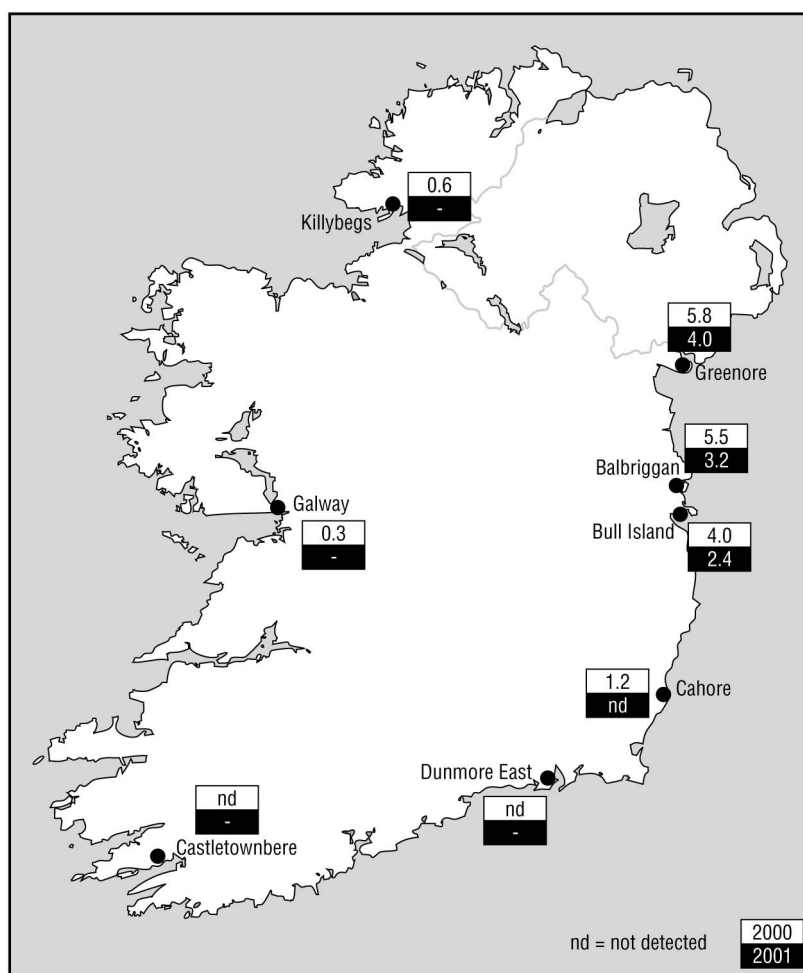 0.6
-
Killybegs
5.8
4.0
Greenore
5.5
3.2
Balbriggan
Galway
0.3
-
Bull Island
4.0
2.4
1.2
nd
Cahore
Dunmore East
nd
-
nd
-
Castletownbere
nd = not detected
2000
2001